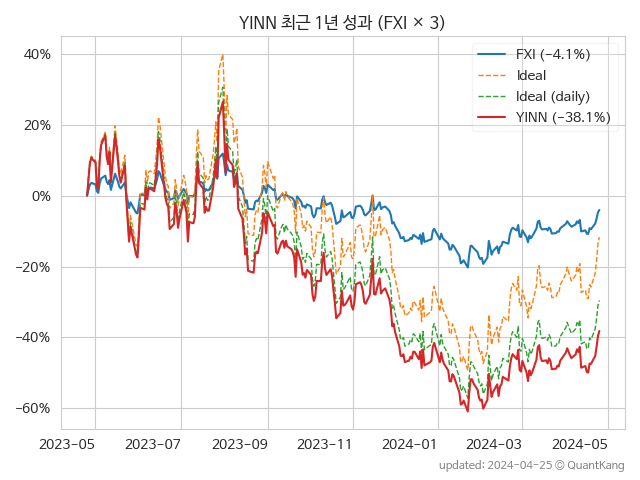 YINN 최근 1년 성과 (FXI × 3)
FXI (−4.1%)
Ideal
Ideal (daily)
YINN (−38.1%)
40%
20%
0%
−20%
−40%
−60%
2023-05 2023-07 2023-09 2023-11 2024-01 2024-03 2024-05
updated: 2024-04-25 © QuantKang